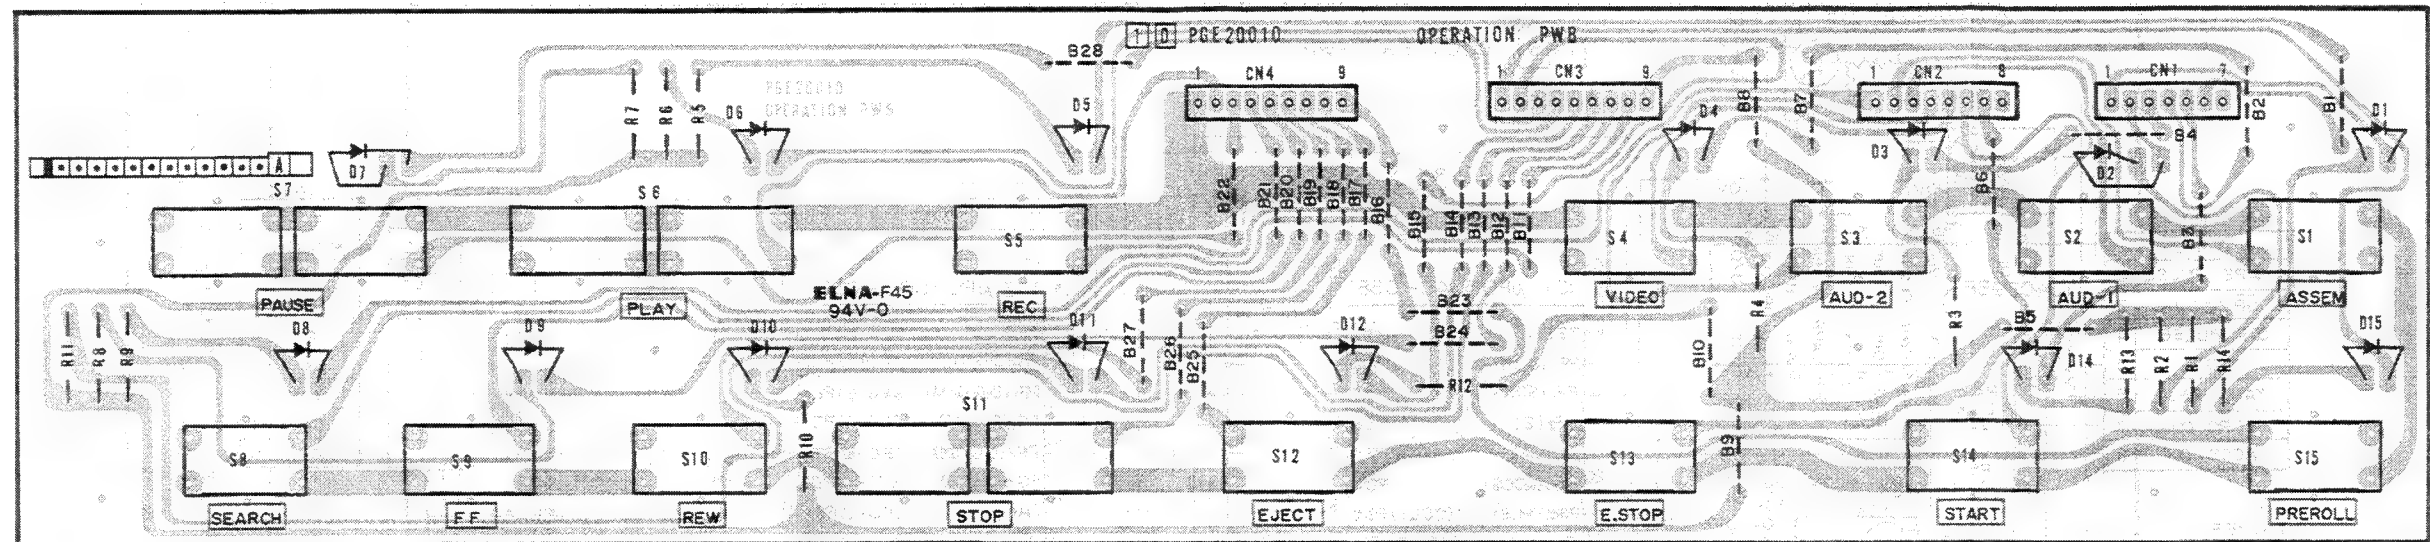 1 D PGE20010 OPERATION PWB
B28
1 CN4 9
1 CN3 9
1 CN2 8
1 CN1 7
PGE20010
OPERATION PWS
R7 R6 R5 D6 D5 D4 B8 B7 D3 B4 B2 B1 D1
A
D7 D2
S7 S6
B22 B21 B20 B19 B18 B17 B16 B15 B14 B13 B12 B11 B6 B3
S5 S4 S3 S2 S1
PAUSE PLAY REC VIDEO AUD-2 AUD-1 ASSEM
ELNA-F45
94V-0
R11 R8 R9 D8 D9 D10 D11 B27 B26 B25 D12 B23 B24 R12 B10 R4 R3 B5 D14 R13 R2 R1 R14 D15
S11
S8 S9 S10 R10 S12 S13 B9 S14 S15
SEARCH F F REW STOP EJECT E.STOP START PREROLL